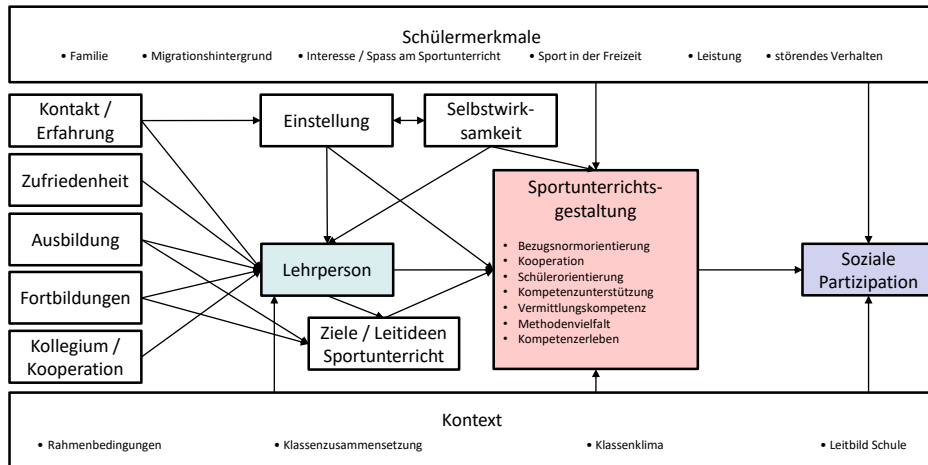 Schülermerkmale
• Familie • Migrationshintergrund • Interesse / Spass am Sportunterricht • Sport in der Freizeit • Leistung • störendes Verhalten
Kontakt /
Erfahrung
Einstellung
Selbstwirk-
samkeit
Zufriedenheit
Ausbildung
Fortbildungen
Kollegium /
Kooperation
Lehrperson
Ziele / Leitideen
Sportunterricht
Sportunterrichts-
gestaltung
• Bezugsnormorientierung
• Kooperation
• Schülerorientierung
• Kompetenzunterstützung
• Vermittlungskompetenz
• Methodenvielfalt
• Kompetenzerleben
Soziale
Partizipation
Kontext
• Rahmenbedingungen • Klassenzusammensetzung • Klassenklima • Leitbild Schule